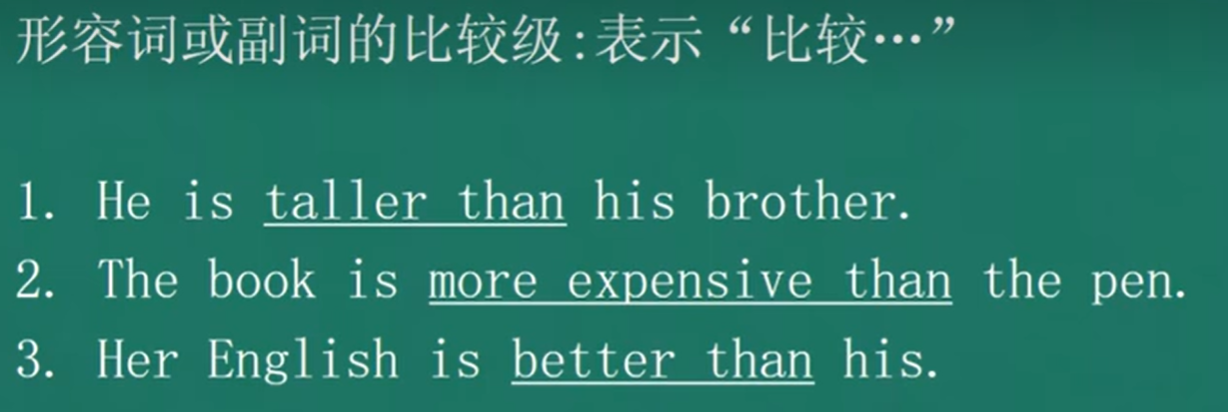 形容词或副词的比较级:表示“比较…”
1. He is taller than his brother.
2. The book is more expensive than the pen.
3. Her English is better than his.